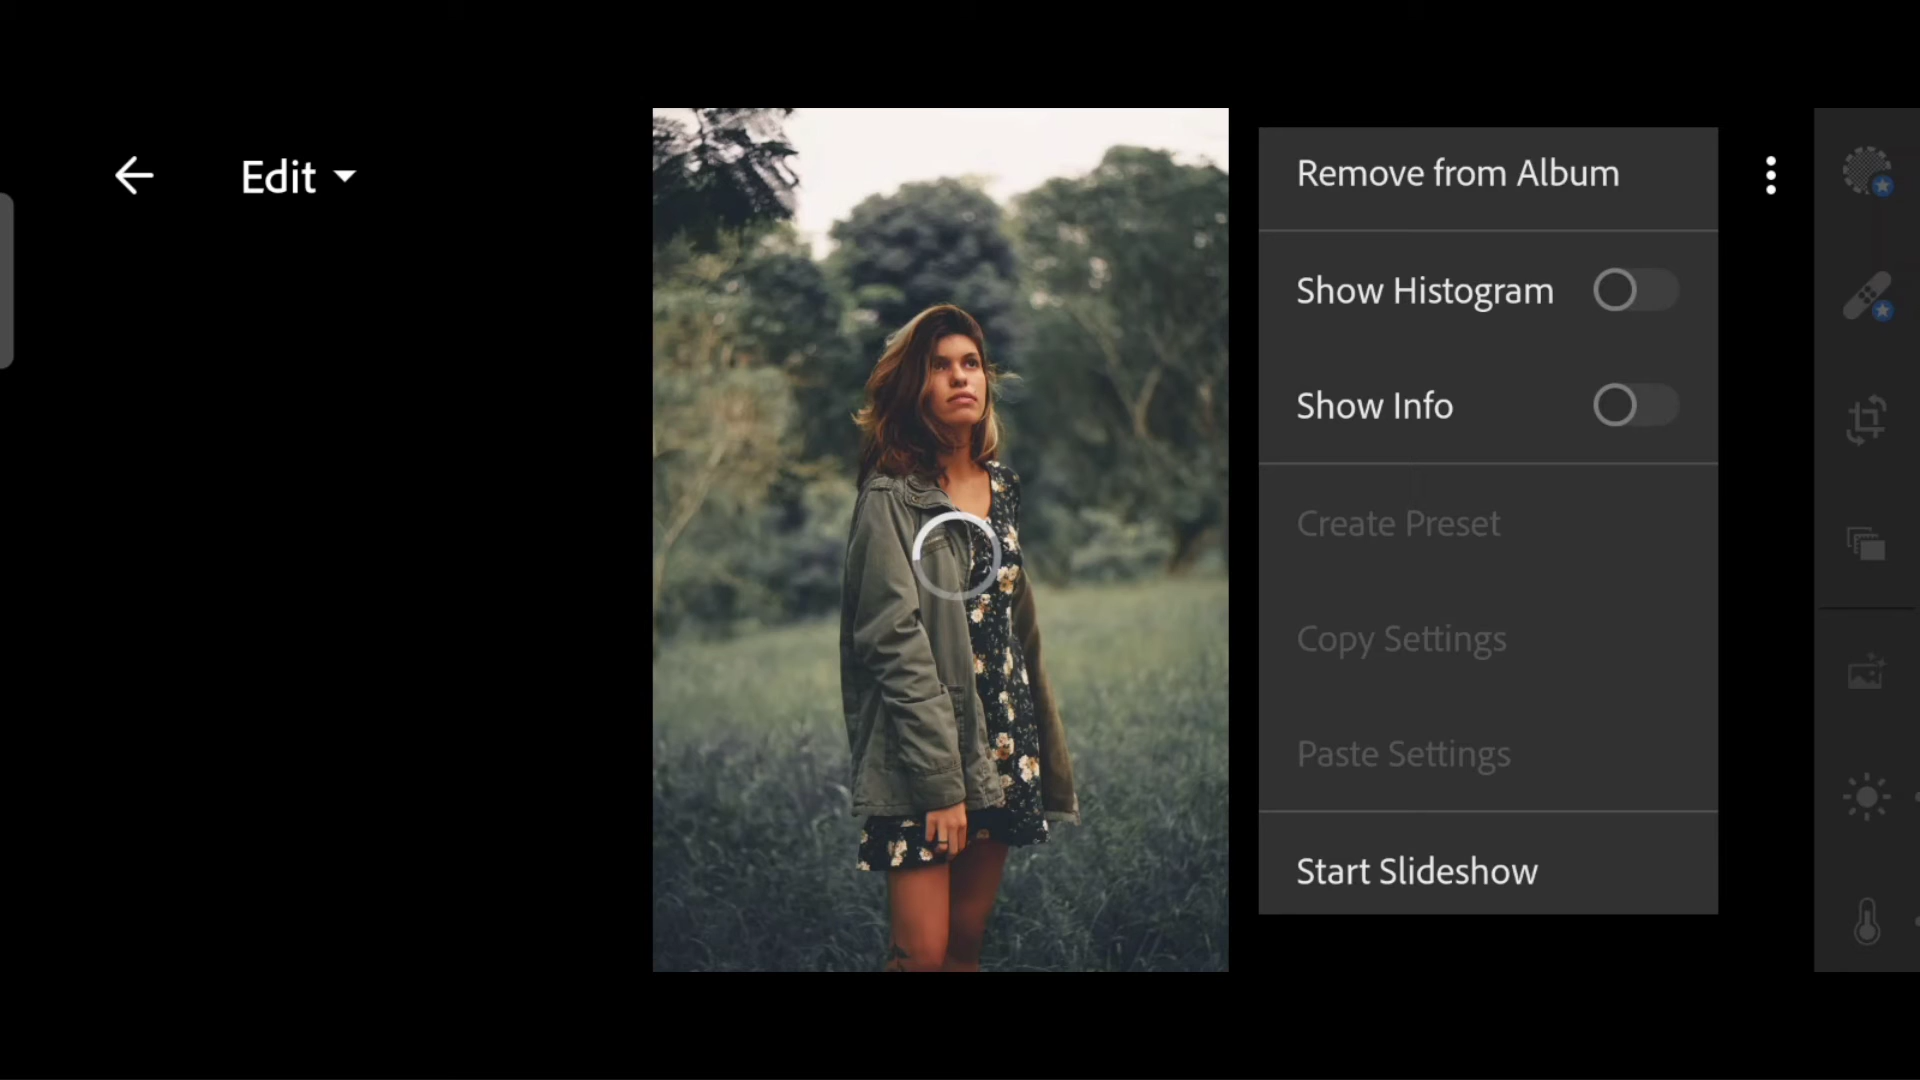 Edit
Remove from Album
Show Histogram
Show Info
Create Preset
Copy Settings
Paste Settings
Start Slideshow